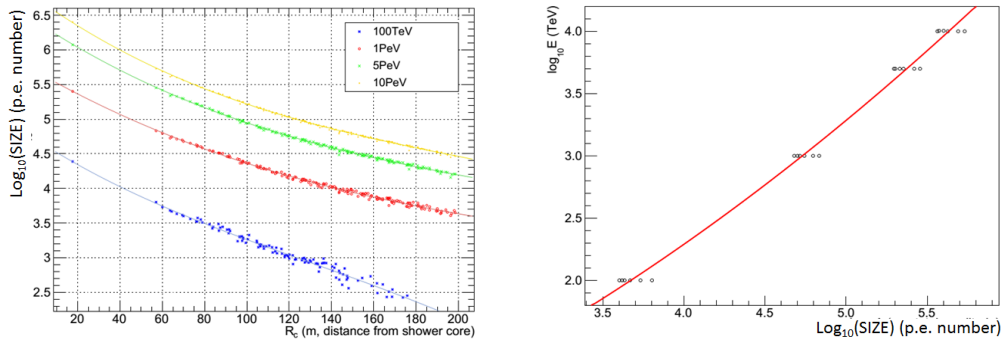 Log10(SIZE) (p.e. number)
6.5
6
5.5
5
4.5
4
3.5
3
2.5
100TeV
1PeV
5PeV
10PeV
20 40 60 80 100 120 140 160 180 200
Rc (m, distance from shower core)
log10E (TeV)
4.0
3.5
3.0
2.5
2.0
3.5 4.0 4.5 5.0 5.5
Log10(SIZE) (p.e. number)